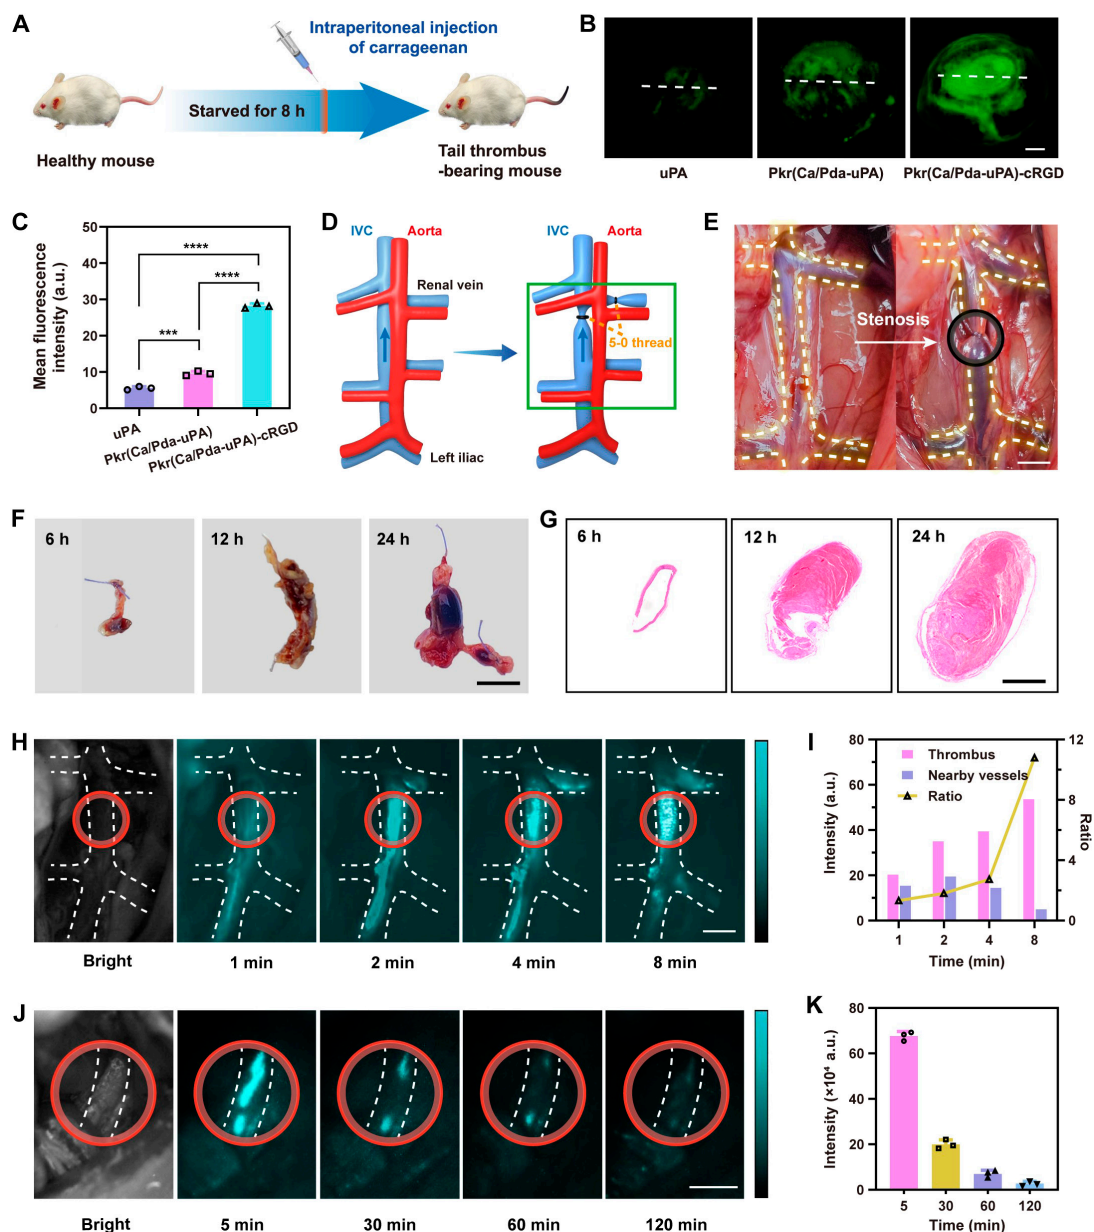 A
Intraperitoneal injection
of carrageenan
Starved for 8 h
Healthy mouse
Tail thrombus
-bearing mouse
B
uPA
Pkr(Ca/Pda-uPA)
Pkr(Ca/Pda-uPA)-cRGD
C
Mean fluorescence
intensity (a.u.)
50
40
30
20
10
0
****
****
***
uPA
Pkr(Ca/Pda-uPA)
Pkr(Ca/Pda-uPA)-cRGD
D
IVC
Aorta
IVC
Aorta
Renal vein
5-0 thread
Left iliac
E
Stenosis
F
6 h
12 h
24 h
G
6 h
12 h
24 h
H
Bright
1 min
2 min
4 min
8 min
I
Intensity (a.u.)
80
60
40
20
0
Thrombus
Nearby vessels
Ratio
12
8
4
0
Ratio
1
2
4
8
Time (min)
J
Bright
5 min
30 min
60 min
120 min
K
Intensity (×10⁴ a.u.)
80
60
40
20
0
5
30
60
120
Time (min)